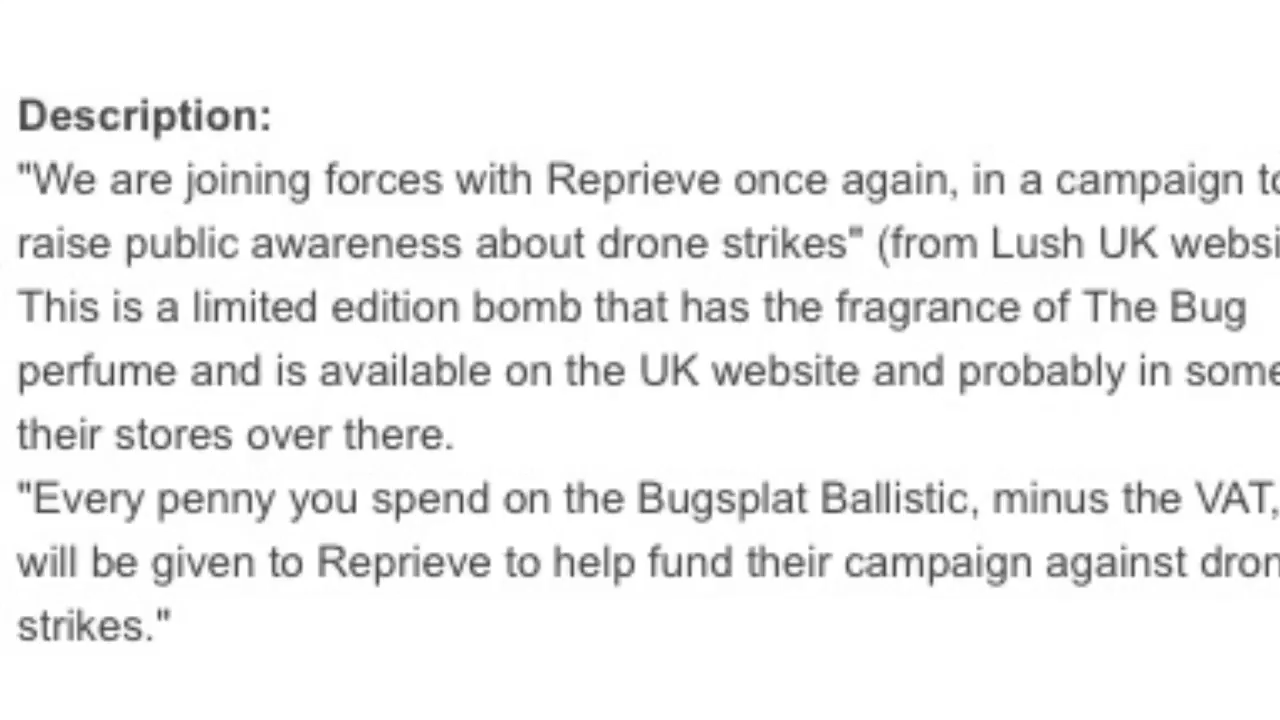 Description:
"We are joining forces with Reprieve once again, in a campaign
raise public awareness about drone strikes" (from Lush UK
This is a limited edition bomb that has the fragrance of The Bug
perfume and is available on the UK website and probably in some
their stores over there.
"Every penny you spend on the Bugsplat Ballistic, minus the VAT,
will be given to Reprieve to help fund their campaign against
strikes."